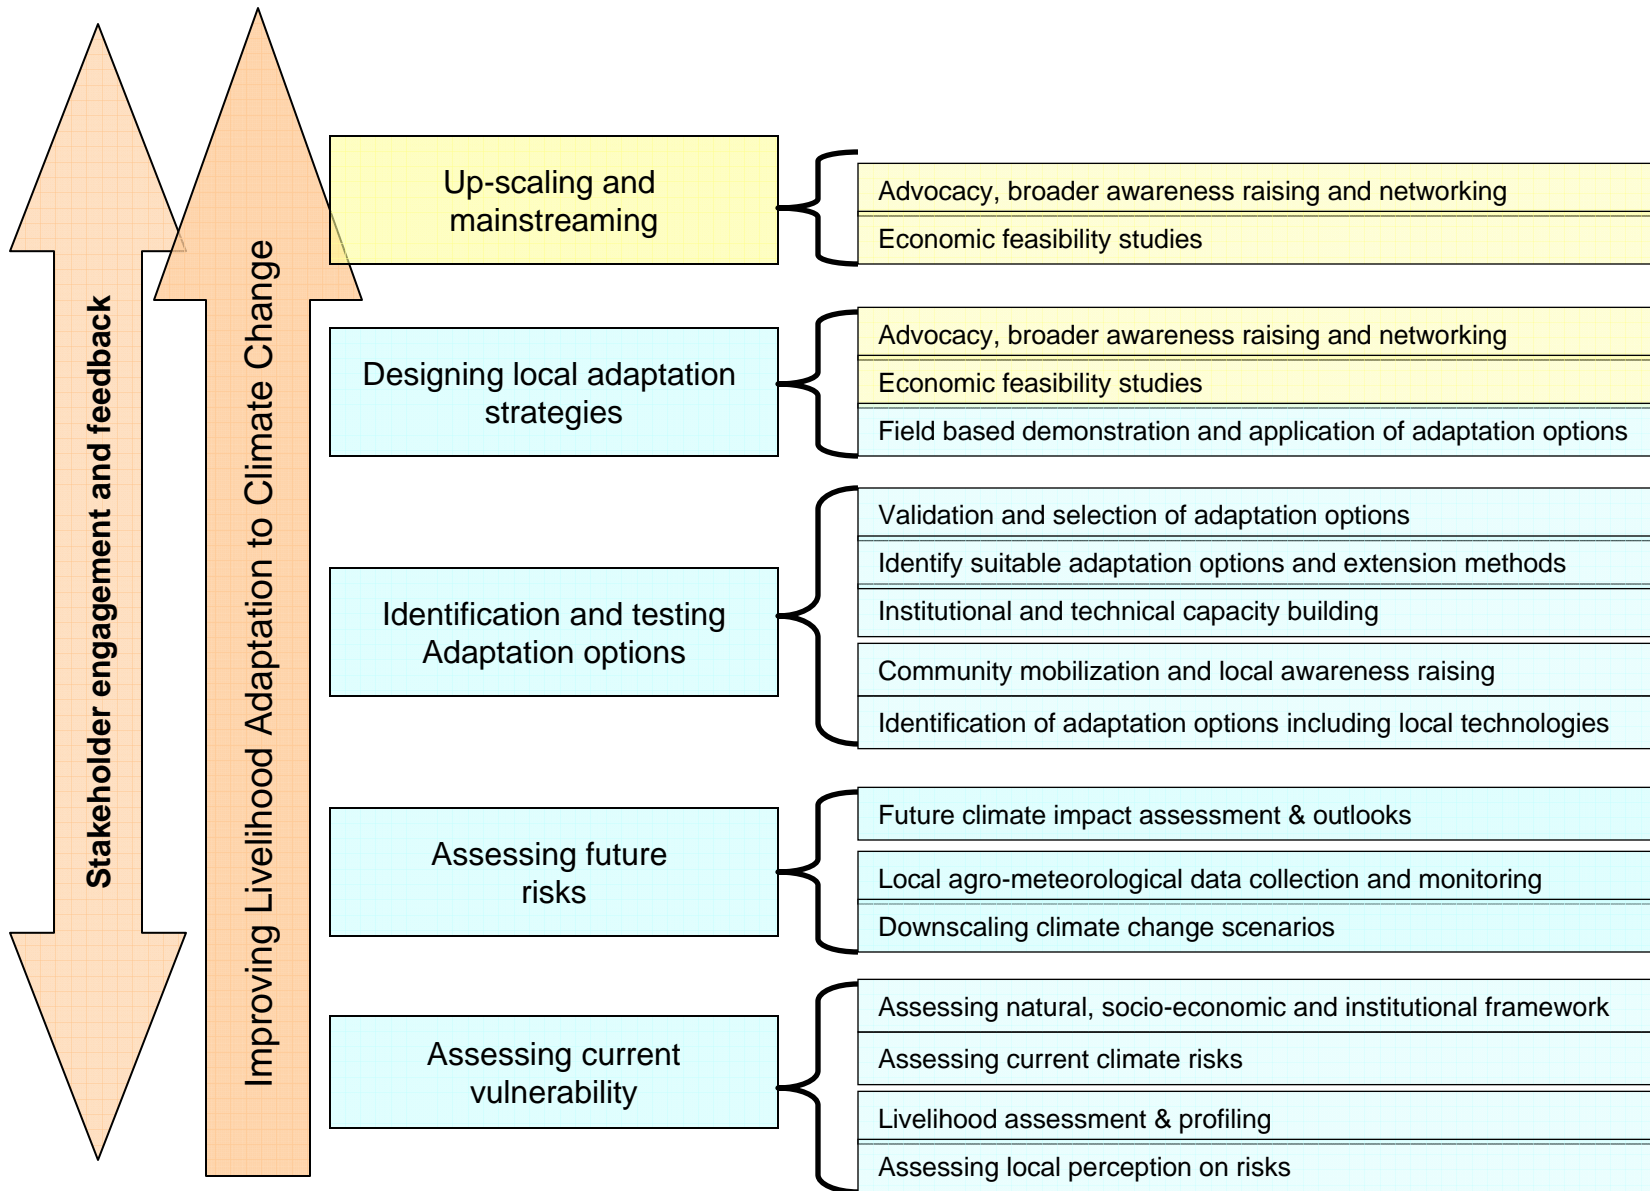 Stakeholder engagement and feedback
Improving Livelihood Adaptation to Climate Change
Up-scaling and
mainstreaming
Advocacy, broader awareness raising and networking
Economic feasibility studies
Designing local adaptation
strategies
Advocacy, broader awareness raising and networking
Economic feasibility studies
Field based demonstration and application of adaptation options
Identification and testing
Adaptation options
Validation and selection of adaptation options
Identify suitable adaptation options and extension methods
Institutional and technical capacity building
Community mobilization and local awareness raising
Identification of adaptation options including local technologies
Assessing future
risks
Future climate impact assessment & outlooks
Local agro-meteorological data collection and monitoring
Downscaling climate change scenarios
Assessing current
vulnerability
Assessing natural, socio-economic and institutional framework
Assessing current climate risks
Livelihood assessment & profiling
Assessing local perception on risks